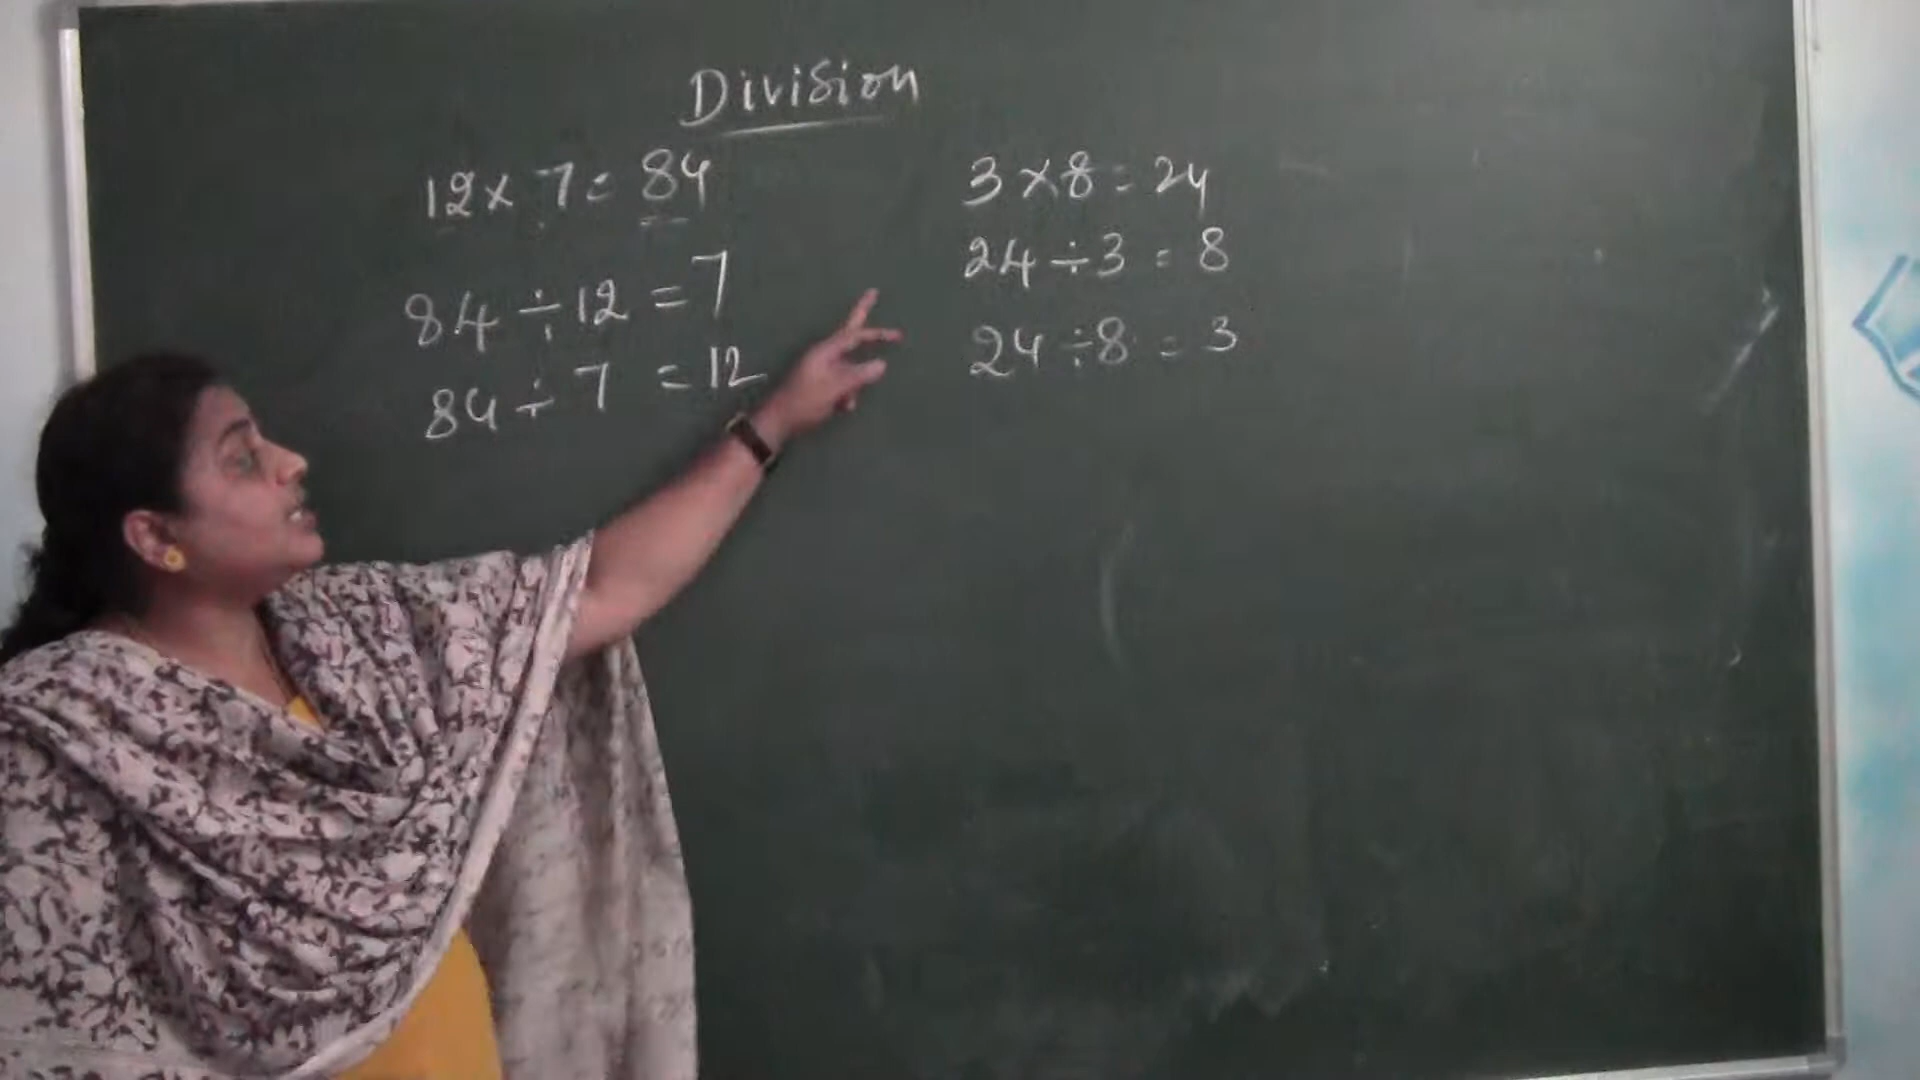 Division
12 x 7 = 84
84 ÷ 12 = 7
84 ÷ 7 = 12
3 x 8 = 24
24 ÷ 3 = 8
24 ÷ 8 = 3